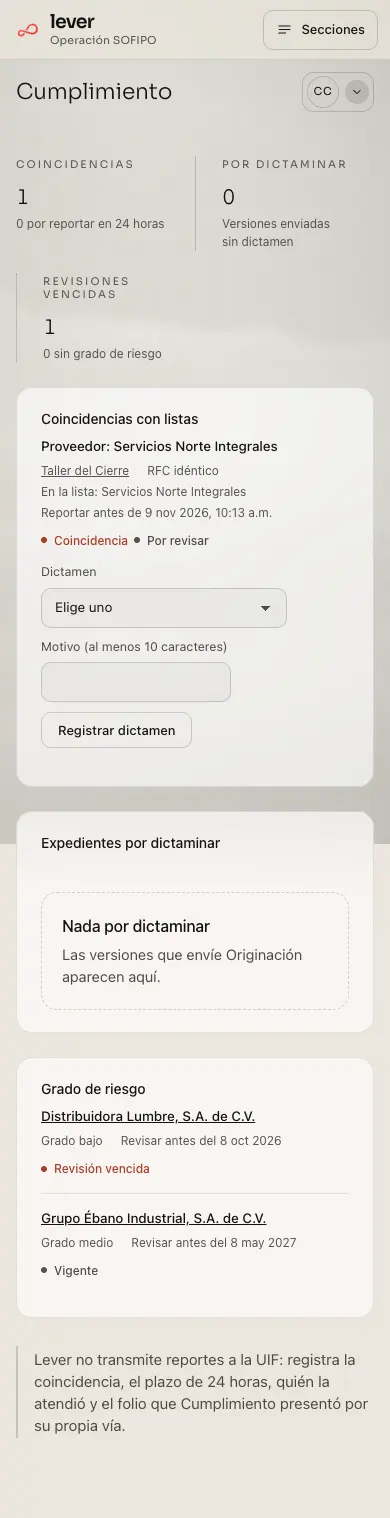 lever
Operación SOFIPO
Secciones
Cumplimiento
CC
COINCIDENCIAS
1
0 por reportar en 24 horas
POR DICTAMINAR
0
Versiones enviadas
sin dictamen
REVISIONES
VENCIDAS
1
0 sin grado de riesgo
Coincidencias con listas
Proveedor: Servicios Norte Integrales
Taller del Cierre RFC idéntico
En la lista: Servicios Norte Integrales
Reportar antes de 9 nov 2026, 10:13 a.m.
Coincidencia Por revisar
Dictamen
Elige uno
Motivo (al menos 10 caracteres)
Registrar dictamen
Expedientes por dictaminar
Nada por dictaminar
Las versiones que envíe Originación
aparecen aquí.
Grado de riesgo
Distribuidora Lumbre, S.A. de C.V.
Grado bajo Revisar antes del 8 oct 2026
Revisión vencida
Grupo Ébano Industrial, S.A. de C.V.
Grado medio Revisar antes del 8 may 2027
Vigente
Lever no transmite reportes a la UIF: registra la
coincidencia, el plazo de 24 horas, quién la
atendió y el folio que Cumplimiento presentó por
su propia vía.